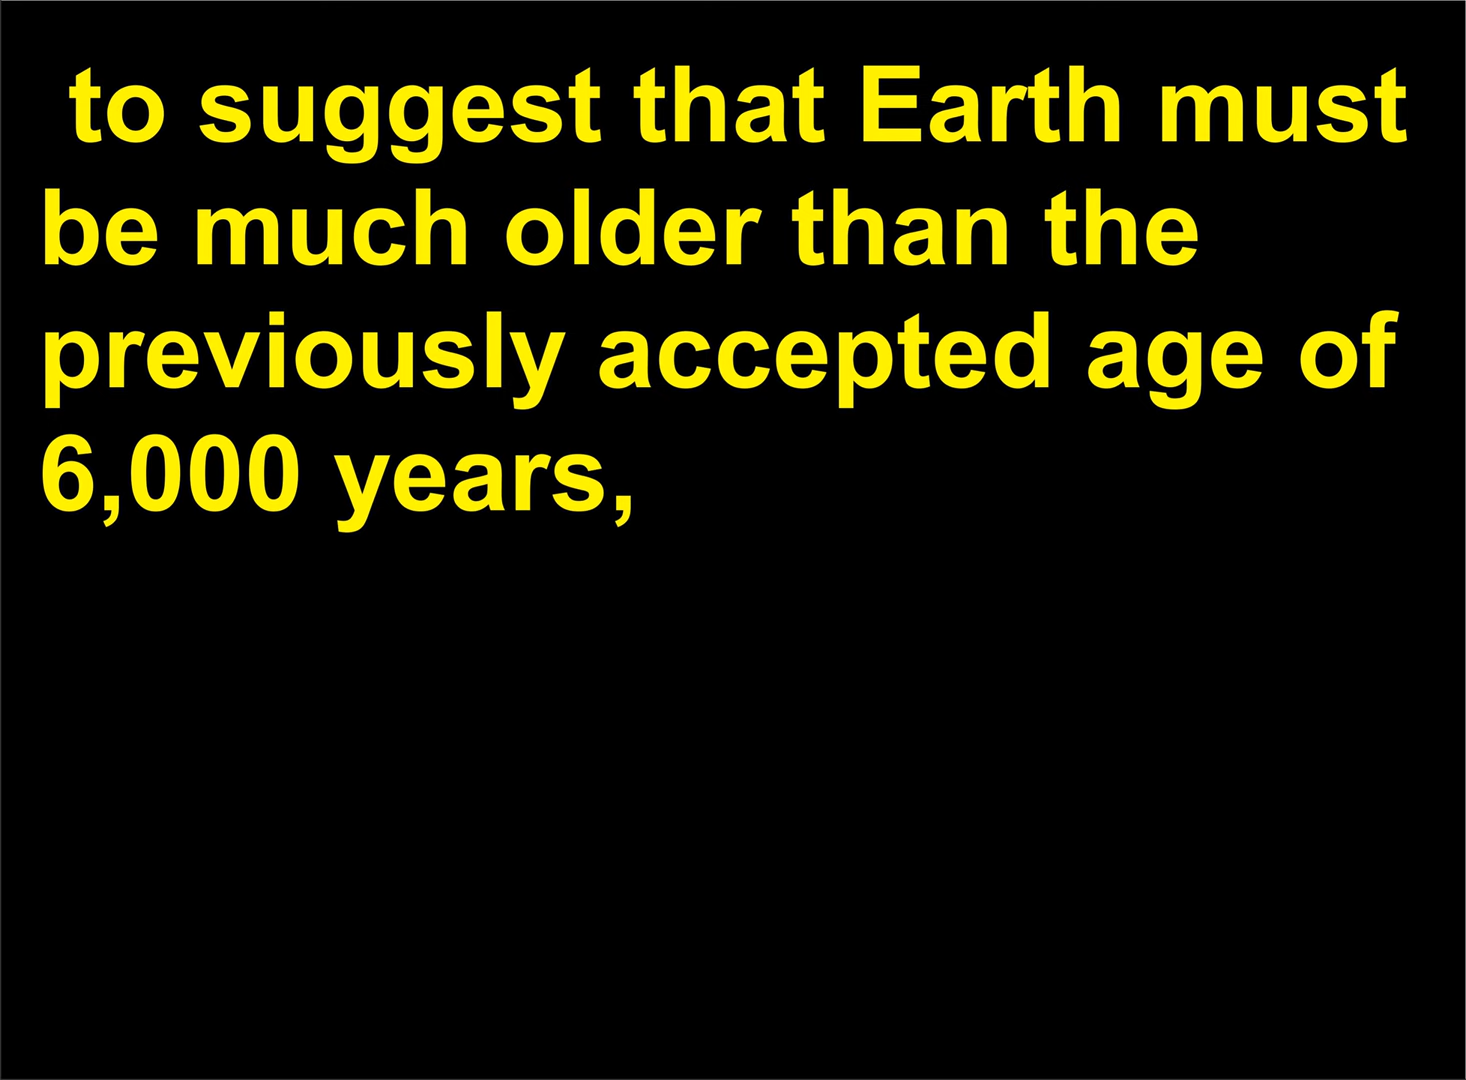 to suggest that Earth must
be much older than the
previously accepted age of
6,000 years,